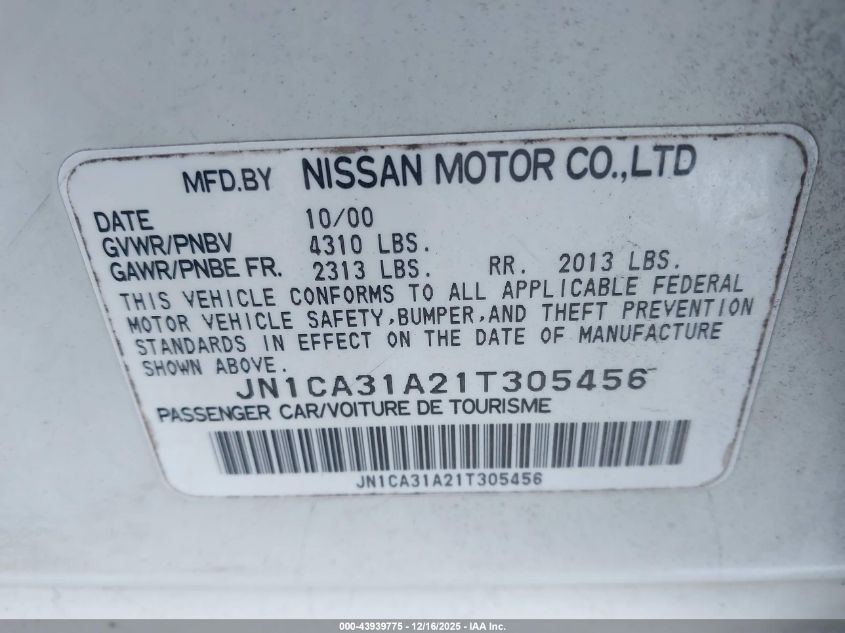 MFD.BY NISSAN MOTOR CO.,LTD
DATE 10/00
GVWR/PNBV 4310 LBS.
GAWR/PNBE FR. 2313 LBS. RR. 2013 LBS.
THIS VEHICLE CONFORMS TO ALL APPLICABLE FEDERAL
MOTOR VEHICLE SAFETY,BUMPER,AND THEFT PREVENTION
STANDARDS IN EFFECT ON THE DATE OF MANUFACTURE
SHOWN ABOVE.
JN1CA31A21T305456
PASSENGER CAR/VOITURE DE TOURISME
JN1CA31A21T305456
000-43939775 - 12/16/2025 - IAA Inc.